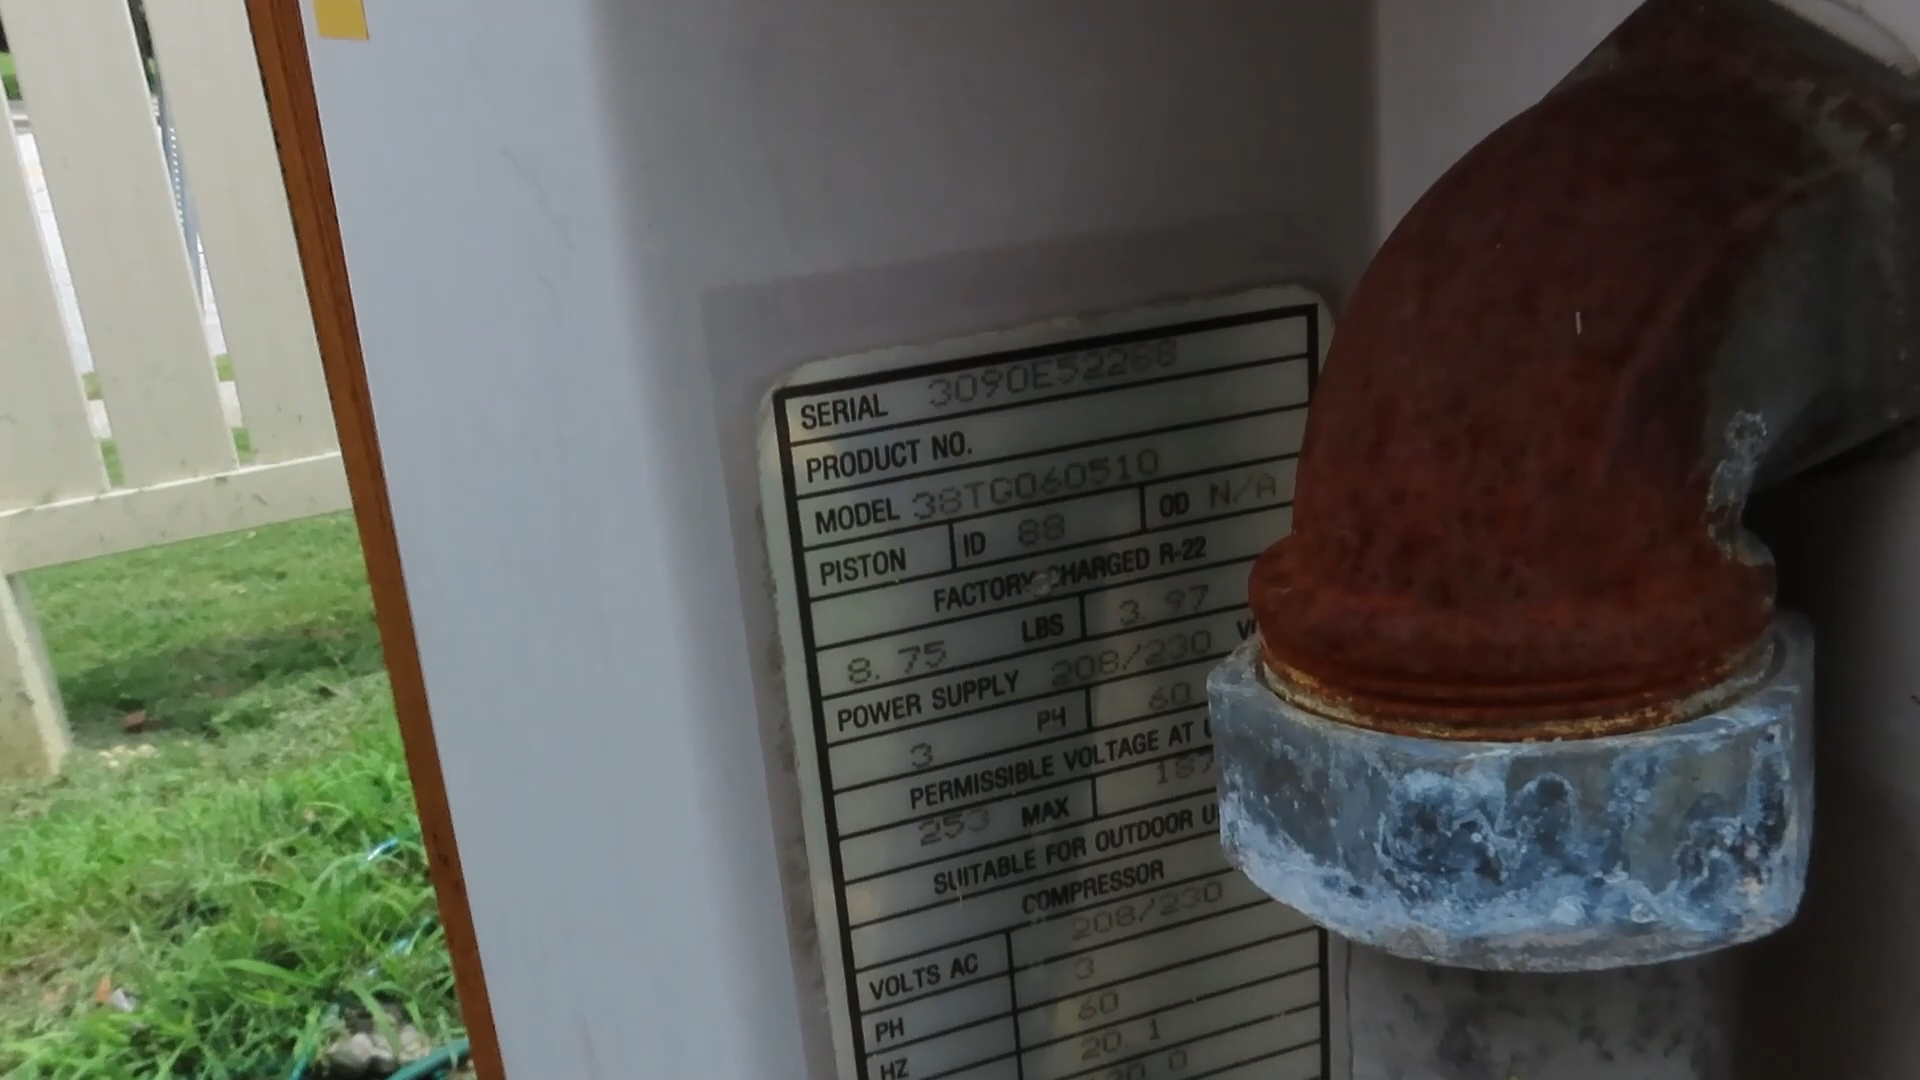 SERIAL 3090E52288
PRODUCT NO.
MODEL 38TG060510
PISTON ID 88 OD N/A
FACTORY CHARGED R-22
8.75 LBS 3.97
POWER SUPPLY 208/230
3 PH 60
PERMISSIBLE VOLTAGE AT
253 MAX 187
SUITABLE FOR OUTDOOR
COMPRESSOR
VOLTS AC 208/230
PH 3
HZ 60
20.1